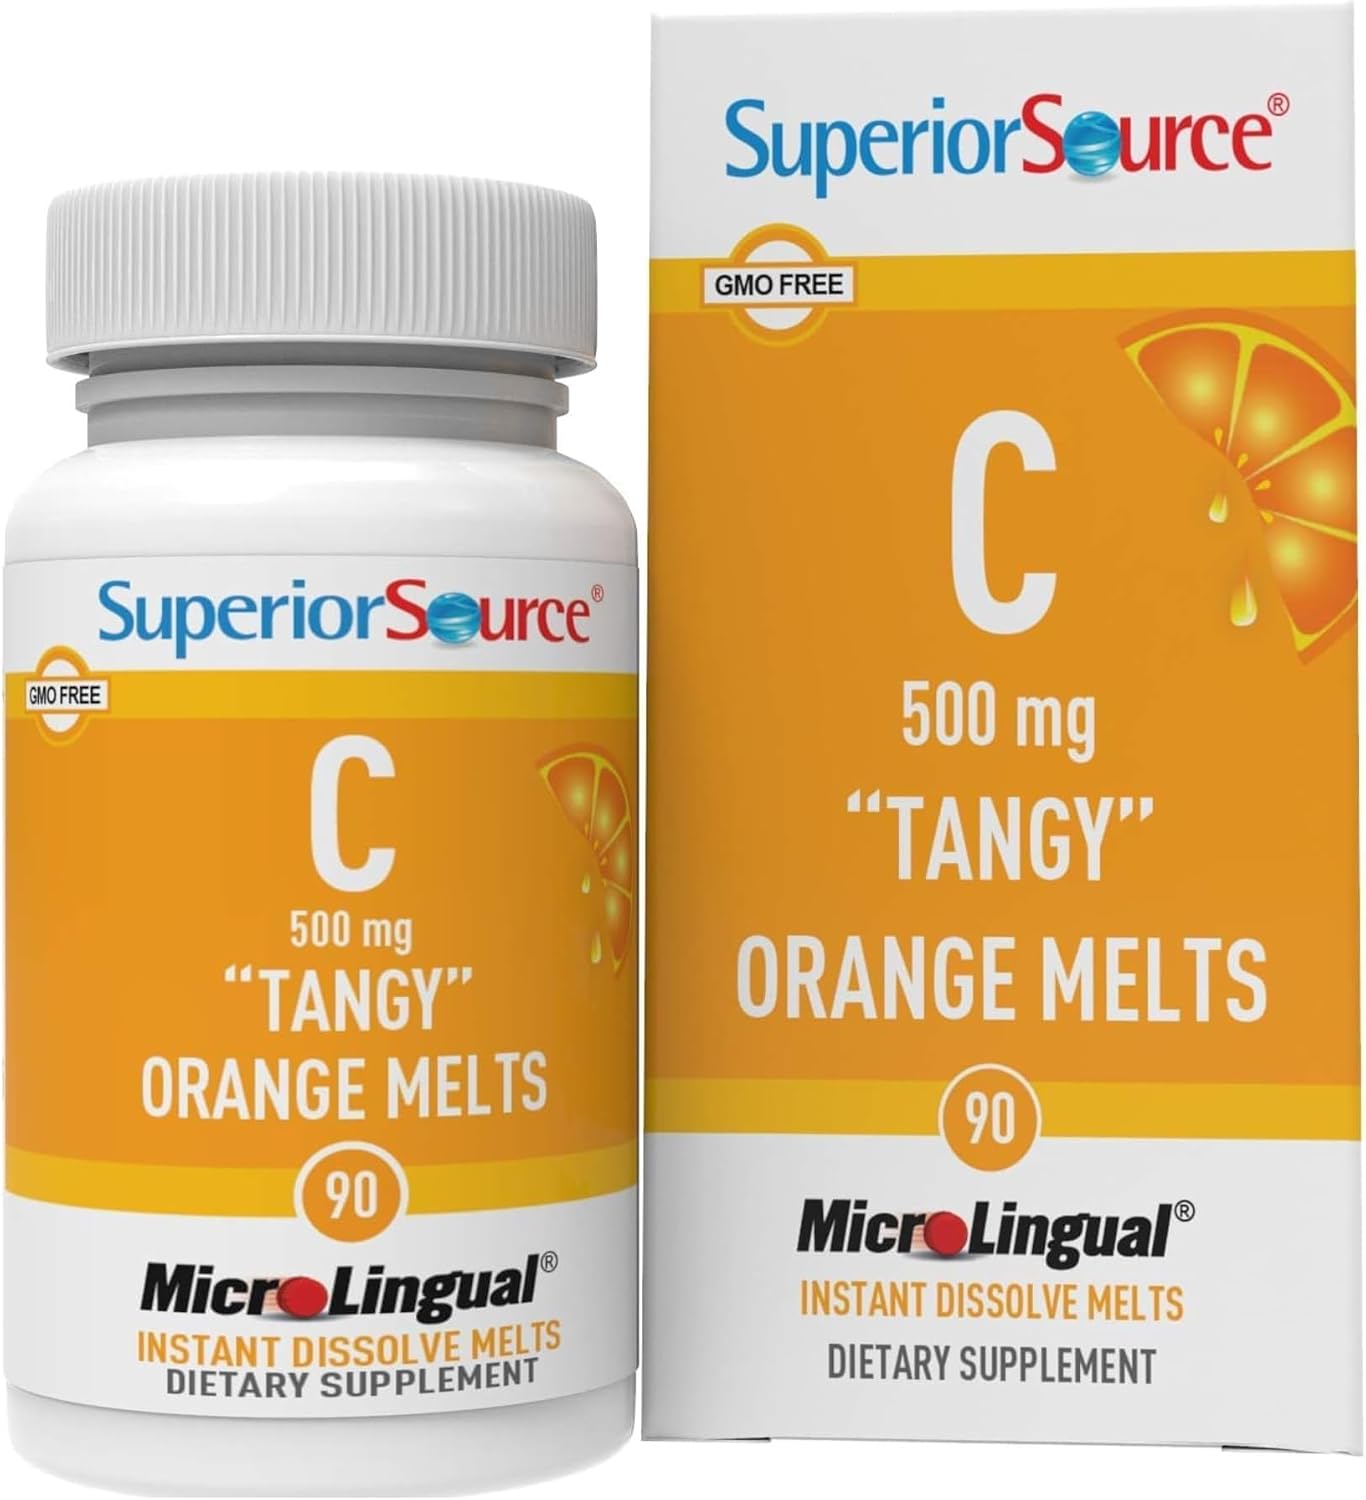 SuperiorSource®
GMO FREE
C
500 mg
“TANGY”
ORANGE MELTS
90
MicroLingual®
INSTANT DISSOLVE MELTS
DIETARY SUPPLEMENT
SuperiorSource®
GMO FREE
C
500 mg
“TANGY”
ORANGE MELTS
90
MicroLingual®
INSTANT DISSOLVE MELTS
DIETARY SUPPLEMENT